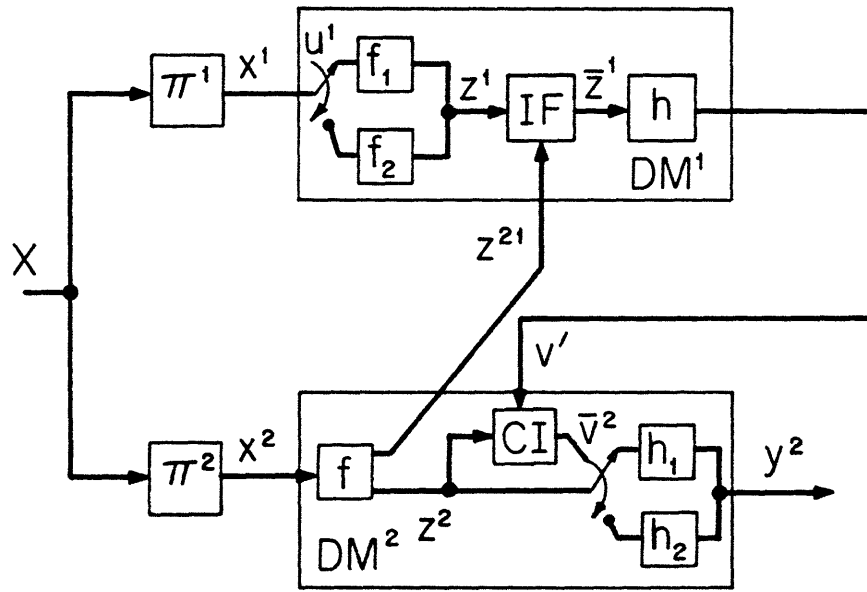 u¹
f₁
x¹
π¹
z¹
IF
z̄¹
h
f₂
DM¹
z²¹
X
v'
CI
v̄²
h₁
x²
π²
f
y²
z²
DM²
h₂